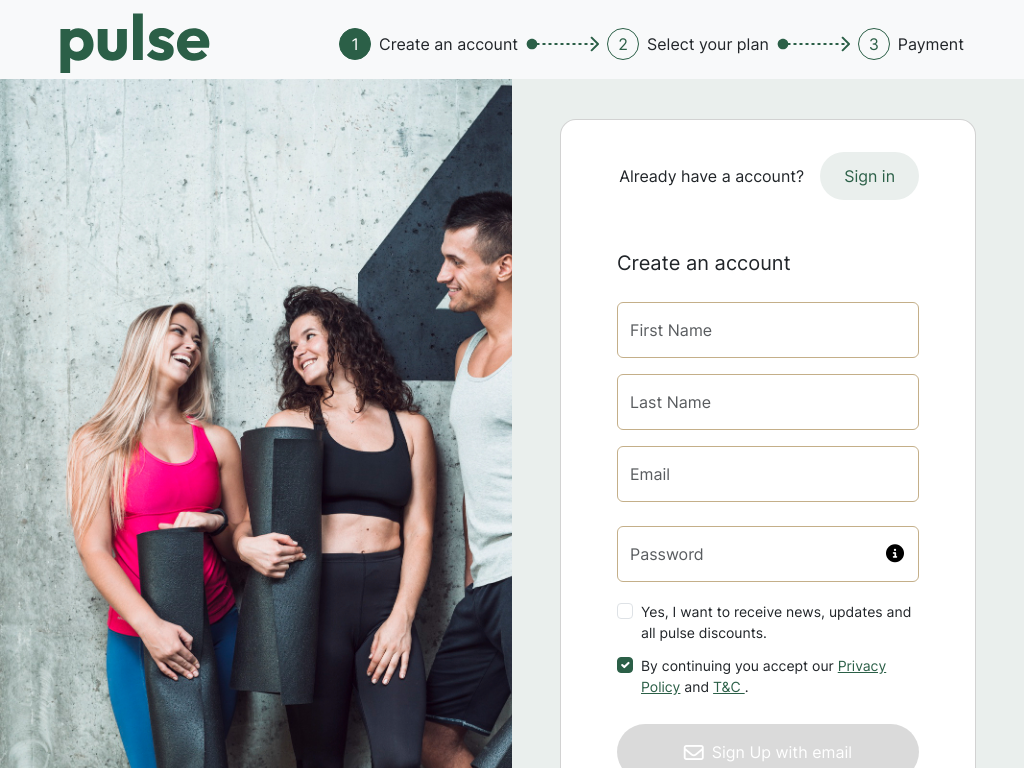 pulse
1 Create an account 2 Select your plan 3 Payment
Already have a account? Sign in
Create an account
First Name
Last Name
Email
Password
Yes, I want to receive news, updates and
all pulse discounts.
By continuing you accept our Privacy
Policy and T&C .
Sign Up with email